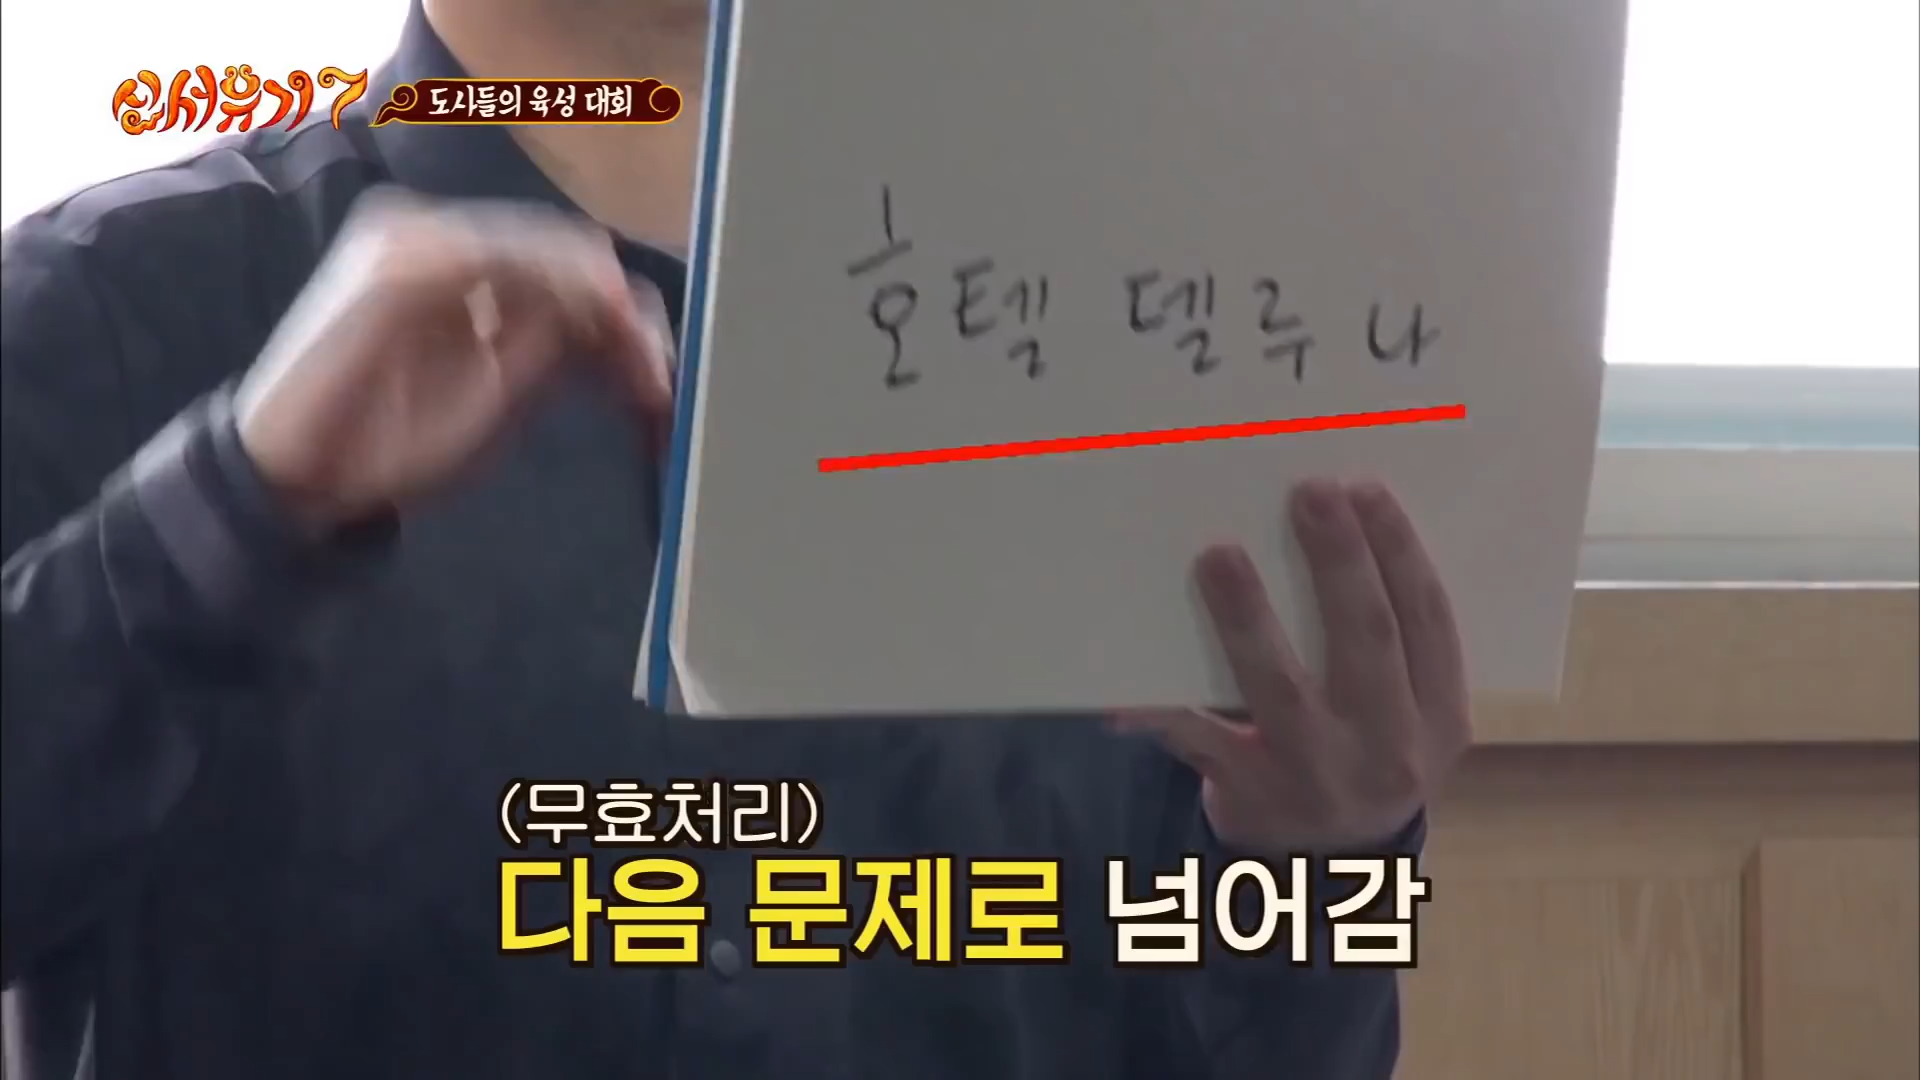 신서유기7
도사들의 육성 대회
호텔 델루나
(무효처리)
다음 문제로 넘어감